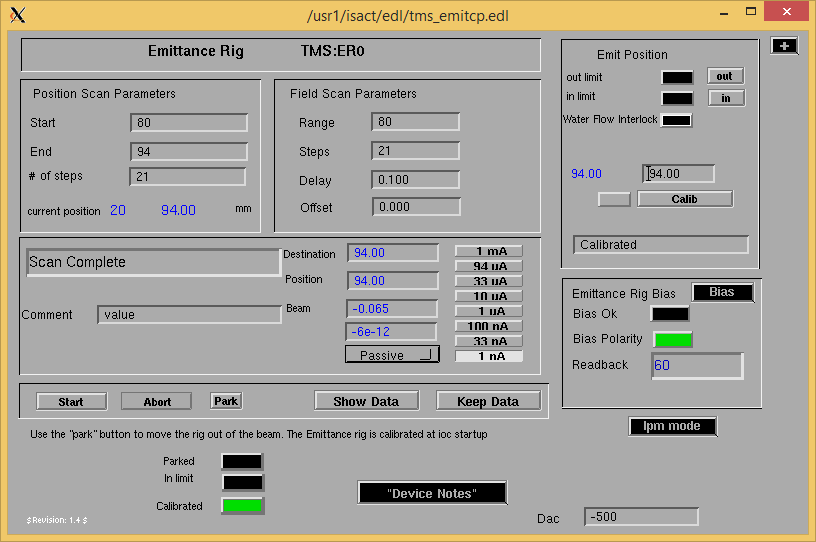 /usr1/isact/edl/tms_emitcp.edl
Emittance Rig TMS:ER0
Position Scan Parameters
Start 80
End 94
# of steps 21
current position 20 94.00 mm
Field Scan Parameters
Range 80
Steps 21
Delay 0.100
Offset 0.000
Emit Position
out limit out
in limit in
Water Flow Interlock
94.00 94.00
Calib
Calibrated
+
Scan Complete
Comment value
Destination 94.00
Position 94.00
Beam -0.065
-6e-12
Passive
1 mA
94 uA
33 uA
10 uA
1 uA
100 nA
33 nA
1 nA
Emittance Rig Bias Bias
Bias Ok
Bias Polarity
Readback 60
Start Abort Park Show Data Keep Data
Ipm mode
Use the "park" button to move the rig out of the beam. The Emittance rig is calibrated at ioc startup
Parked
In limit
Calibrated
"Device Notes"
Dac -500
$Revision: 1.4 $